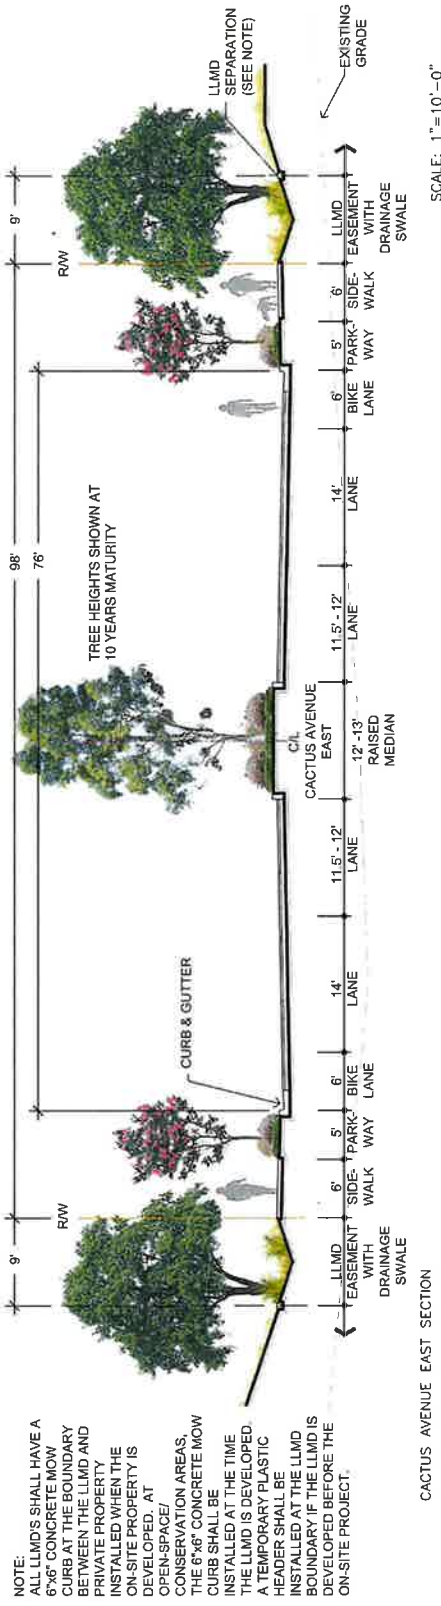 NOTE:
ALL LLMD'S SHALL HAVE A
6"x6" CONCRETE MOW
CURB AT THE BOUNDARY
BETWEEN THE LLMD AND
PRIVATE PROPERTY
INSTALLED WHEN THE
ON-SITE PROPERTY IS
DEVELOPED. AT
OPEN-SPACE/
CONSERVATION AREAS,
THE 6"x6" CONCRETE MOW
CURB SHALL BE
INSTALLED AT THE TIME
THE LLMD IS DEVELOPED.
A TEMPORARY PLASTIC
HEADER SHALL BE
INSTALLED AT THE LLMD
BOUNDARY IF THE LLMD IS
DEVELOPED BEFORE THE
ON-SITE PROJECT.
9'
98'
9'
76'
R/W
R/W
TREE HEIGHTS SHOWN AT
10 YEARS MATURITY
CURB & GUTTER
LLMD
SEPARATION
(SEE NOTE)
EXISTING
GRADE
C/L
CACTUS AVENUE
EAST
LLMD
EASEMENT
WITH
DRAINAGE
SWALE
6'
SIDE-
WALK
5'
PARK-
WAY
6'
BIKE
LANE
14'
LANE
11.5' - 12'
LANE
12' -13'
RAISED
MEDIAN
11.5' - 12'
LANE
14'
LANE
6'
BIKE
LANE
5'
PARK-
WAY
6'
SIDE-
WALK
LLMD
EASEMENT
WITH
DRAINAGE
SWALE
CACTUS AVENUE EAST SECTION
SCALE: 1"=10'-0"